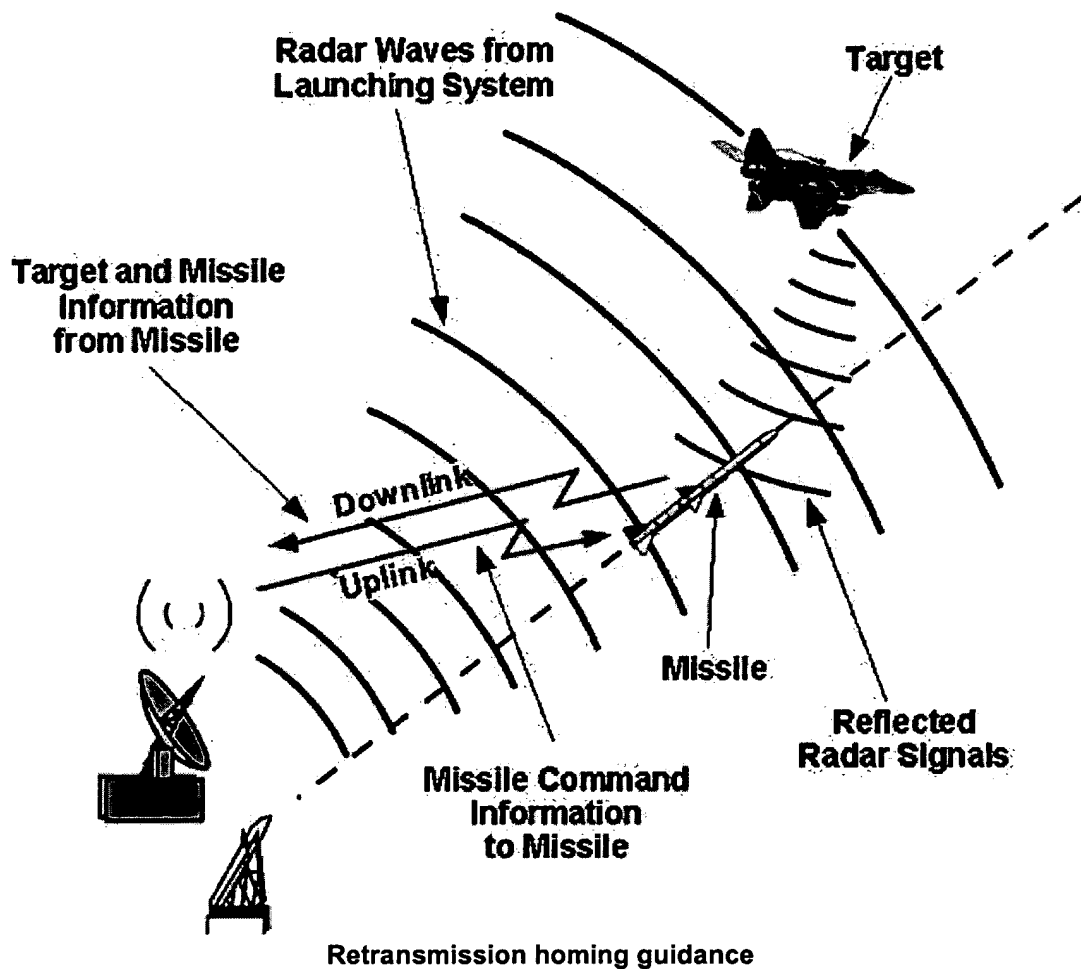 Radar Waves from
Launching System
Target
Target and Missile
Information
from Missile
Downlink
Uplink
Missile
Reflected
Radar Signals
Missile Command
Information
to Missile
Retransmission homing guidance